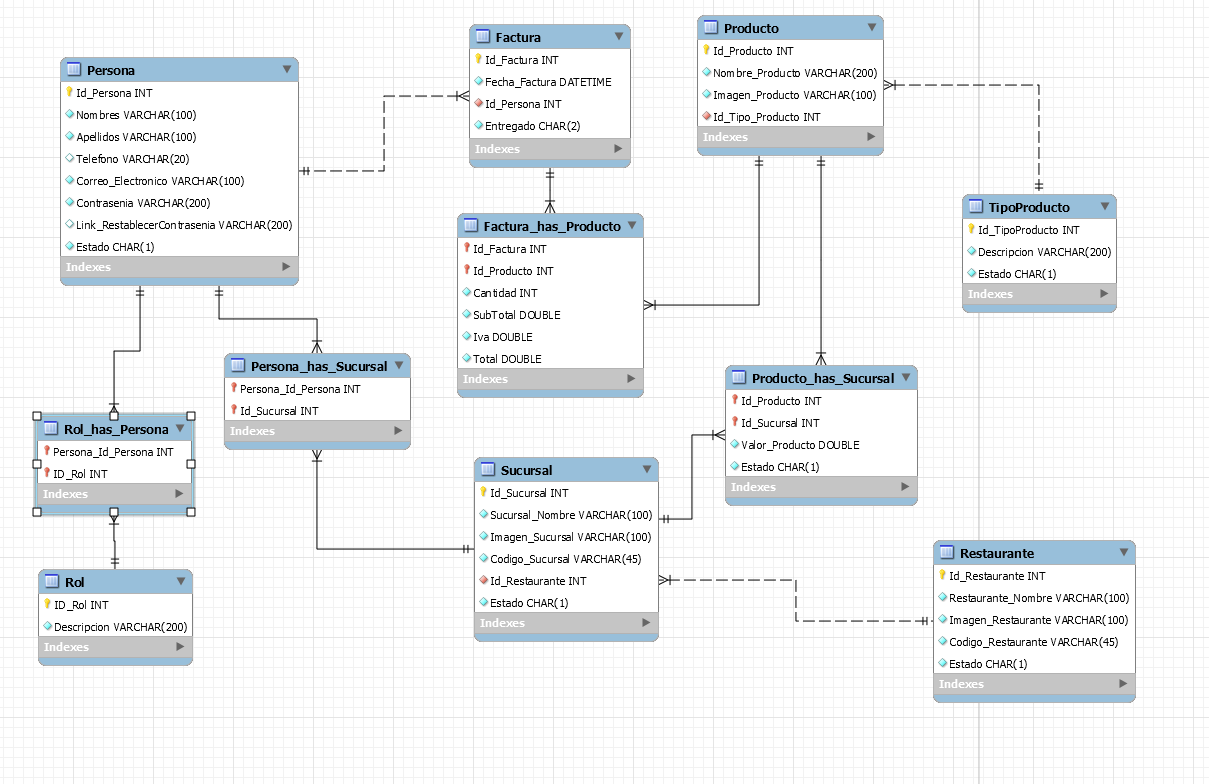 Persona
Id_Persona INT
Nombres VARCHAR(100)
Apellidos VARCHAR(100)
Telefono VARCHAR(20)
Correo_Electronico VARCHAR(100)
Contrasenia VARCHAR(200)
Link_RestablecerContrasenia VARCHAR(200)
Estado CHAR(1)
Indexes
Factura
Id_Factura INT
Fecha_Factura DATETIME
Id_Persona INT
Entregado CHAR(2)
Indexes
Producto
Id_Producto INT
Nombre_Producto VARCHAR(200)
Imagen_Producto VARCHAR(100)
Id_Tipo_Producto INT
Indexes
TipoProducto
Id_TipoProducto INT
Descripcion VARCHAR(200)
Estado CHAR(1)
Indexes
Factura_has_Producto
Id_Factura INT
Id_Producto INT
Cantidad INT
SubTotal DOUBLE
Iva DOUBLE
Total DOUBLE
Indexes
Persona_has_Sucursal
Persona_Id_Persona INT
Id_Sucursal INT
Indexes
Producto_has_Sucursal
Id_Producto INT
Id_Sucursal INT
Valor_Producto DOUBLE
Estado CHAR(1)
Indexes
Rol_has_Persona
Persona_Id_Persona INT
ID_Rol INT
Indexes
Sucursal
Id_Sucursal INT
Sucursal_Nombre VARCHAR(100)
Imagen_Sucursal VARCHAR(100)
Codigo_Sucursal VARCHAR(45)
Id_Restaurante INT
Estado CHAR(1)
Indexes
Restaurante
Id_Restaurante INT
Restaurante_Nombre VARCHAR(100)
Imagen_Restaurante VARCHAR(100)
Codigo_Restaurante VARCHAR(45)
Estado CHAR(1)
Indexes
Rol
ID_Rol INT
Descripcion VARCHAR(200)
Indexes